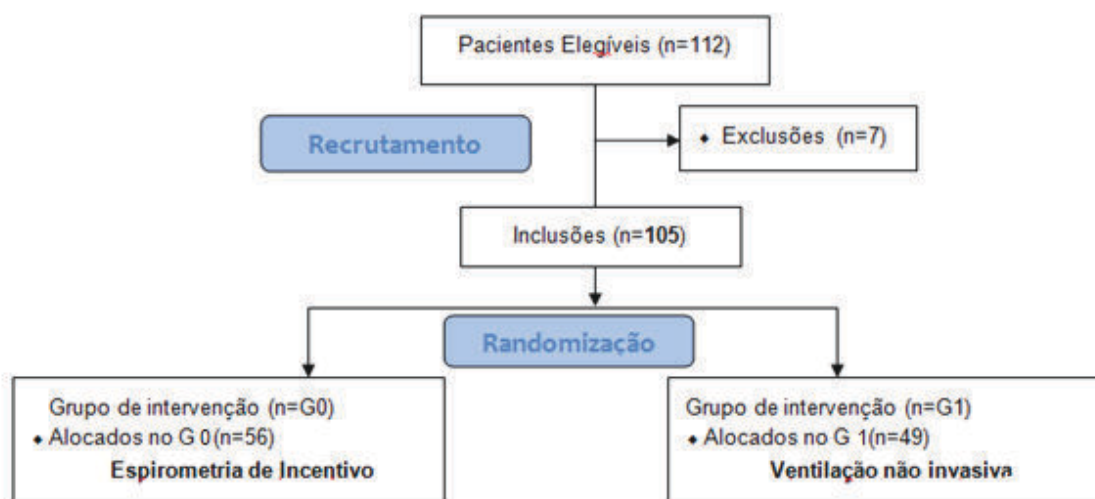 Pacientes Elegíveis (n=112)
Recrutamento
⬥ Exclusões (n=7)
Inclusões (n=105)
Randomização
Grupo de intervenção (n=G0)
⬥ Alocados no G 0(n=56)
Espirometria de Incentivo
Grupo de intervenção (n=G1)
⬥ Alocados no G 1(n=49)
Ventilação não invasiva